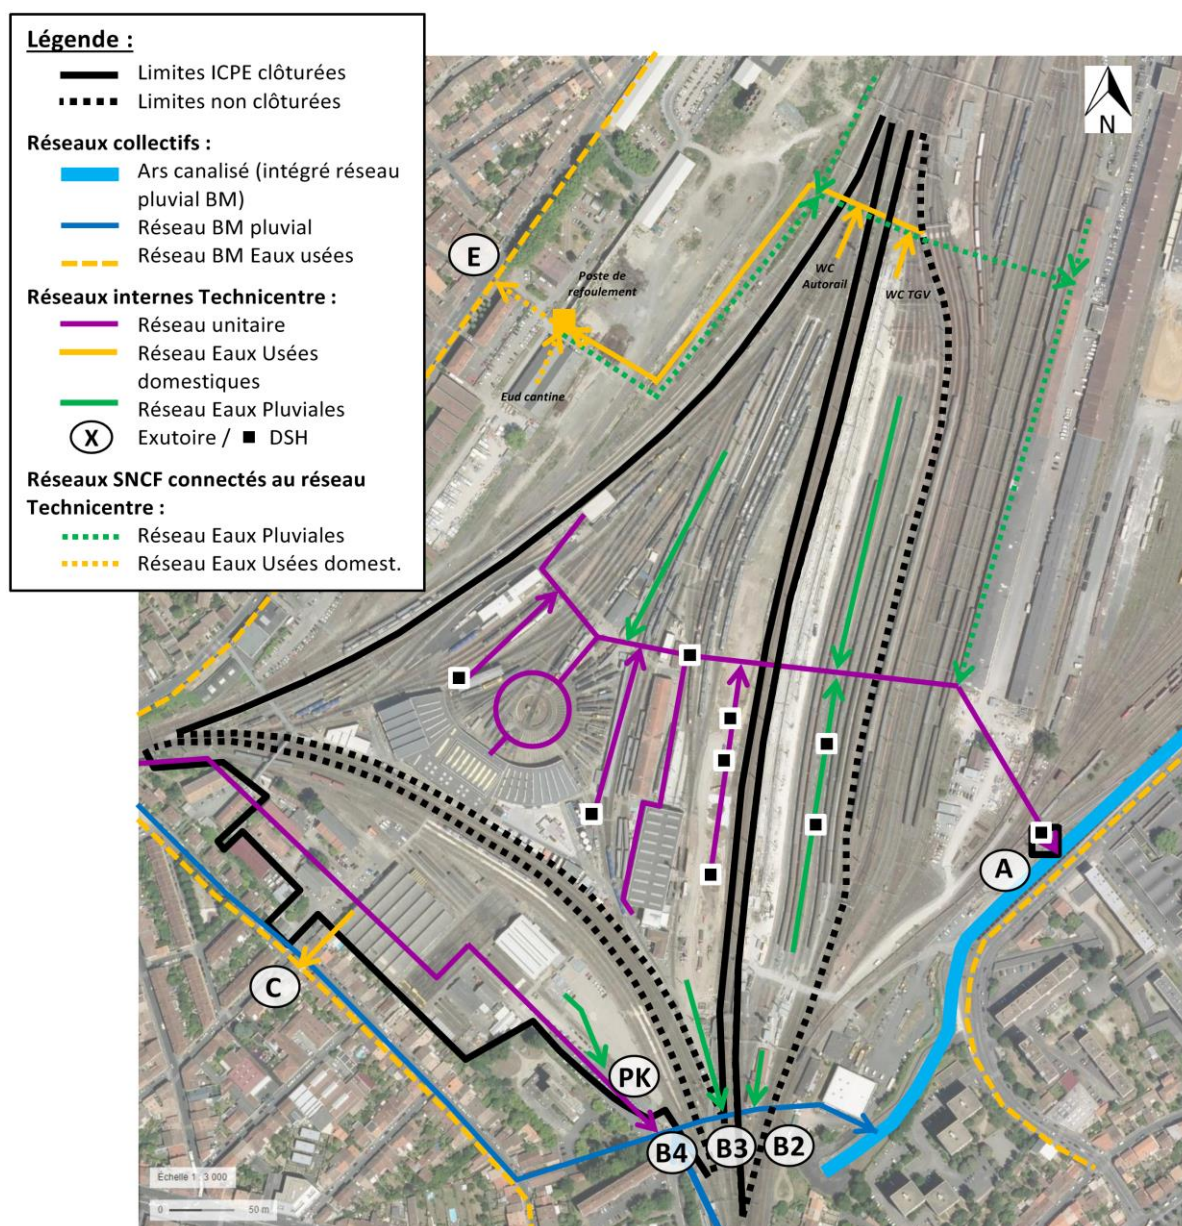 Légende :
Limites ICPE clôturées
Limites non clôturées
Réseaux collectifs :
Ars canalisé (intégré réseau
pluvial BM)
Réseau BM pluvial
Réseau BM Eaux usées
Réseaux internes Technicentre :
Réseau unitaire
Réseau Eaux Usées
domestiques
Réseau Eaux Pluviales
X Exutoire / DSH
Réseaux SNCF connectés au réseau
Technicentre :
Réseau Eaux Pluviales
Réseau Eaux Usées domest.
N
E
Poste de
refoulement
WC
Autorail
WC TGV
Eud cantine
A
C
PK
B4
B3
B2
Échelle 1 : 3 000
0 50 m